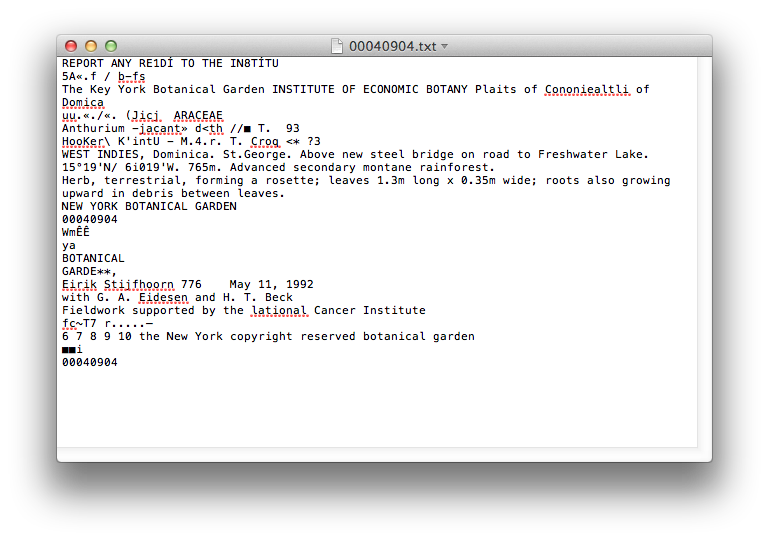 00040904.txt
REPORT ANY RE1Dİ TO THE IN8TİTU
5A«.f / b-fs
The Key York Botanical Garden INSTITUTE OF ECONOMIC BOTANY Plaits of Cononiealtli of
Domica
uu.«./«. (Jicj  ARACEAE
Anthurium -jacant» d<th //■ T.  93
HooKer\ K'intU - M.4.r. T. Croq <* ?3
WEST INDIES, Dominica. St.George. Above new steel bridge on road to Freshwater Lake.
15°19'N/ 6i019'W. 765m. Advanced secondary montane rainforest.
Herb, terrestrial, forming a rosette; leaves 1.3m long x 0.35m wide; roots also growing
upward in debris between leaves.
NEW YORK BOTANICAL GARDEN
00040904
WmÊÊ
ya
BOTANICAL
GARDE**,
Eirik Stijfhoorn 776    May 11, 1992
with G. A. Eidesen and H. T. Beck
Fieldwork supported by the lational Cancer Institute
fc~T7 r.....—
6 7 8 9 10 the New York copyright reserved botanical garden
■■i
00040904